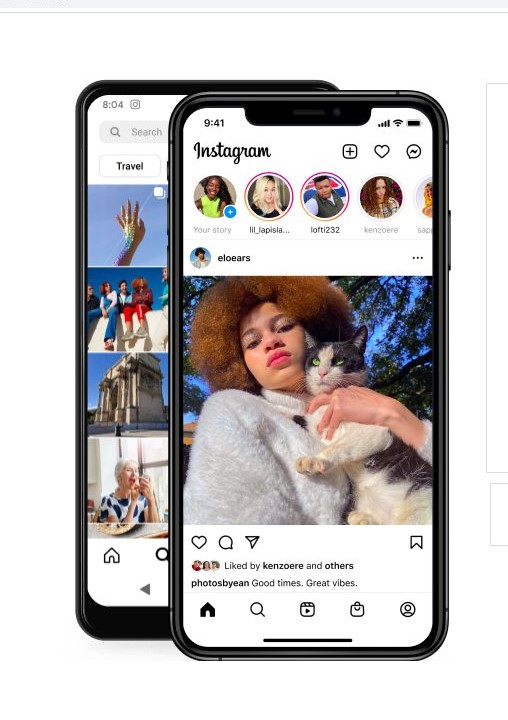 8:04
Search
Travel
9:41
Instagram
Your story
lil_lapisla...
lofti232
kenzoere
sapp
eloears
Liked by kenzoere and others
photosbyean Good times. Great vibes.